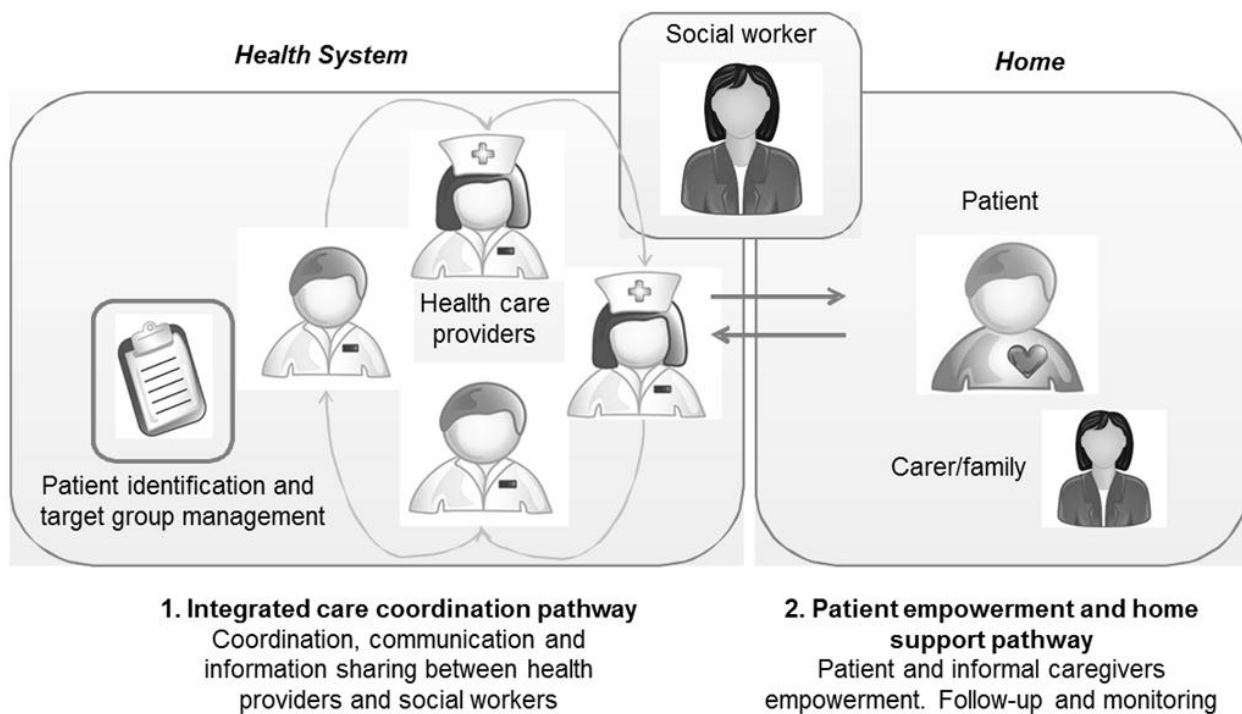 Health System
Social worker
Home
Patient
Health care
providers
Carer/family
Patient identification and
target group management
1. Integrated care coordination pathway
Coordination, communication and
information sharing between health
providers and social workers
2. Patient empowerment and home
support pathway
Patient and informal caregivers
empowerment. Follow-up and monitoring